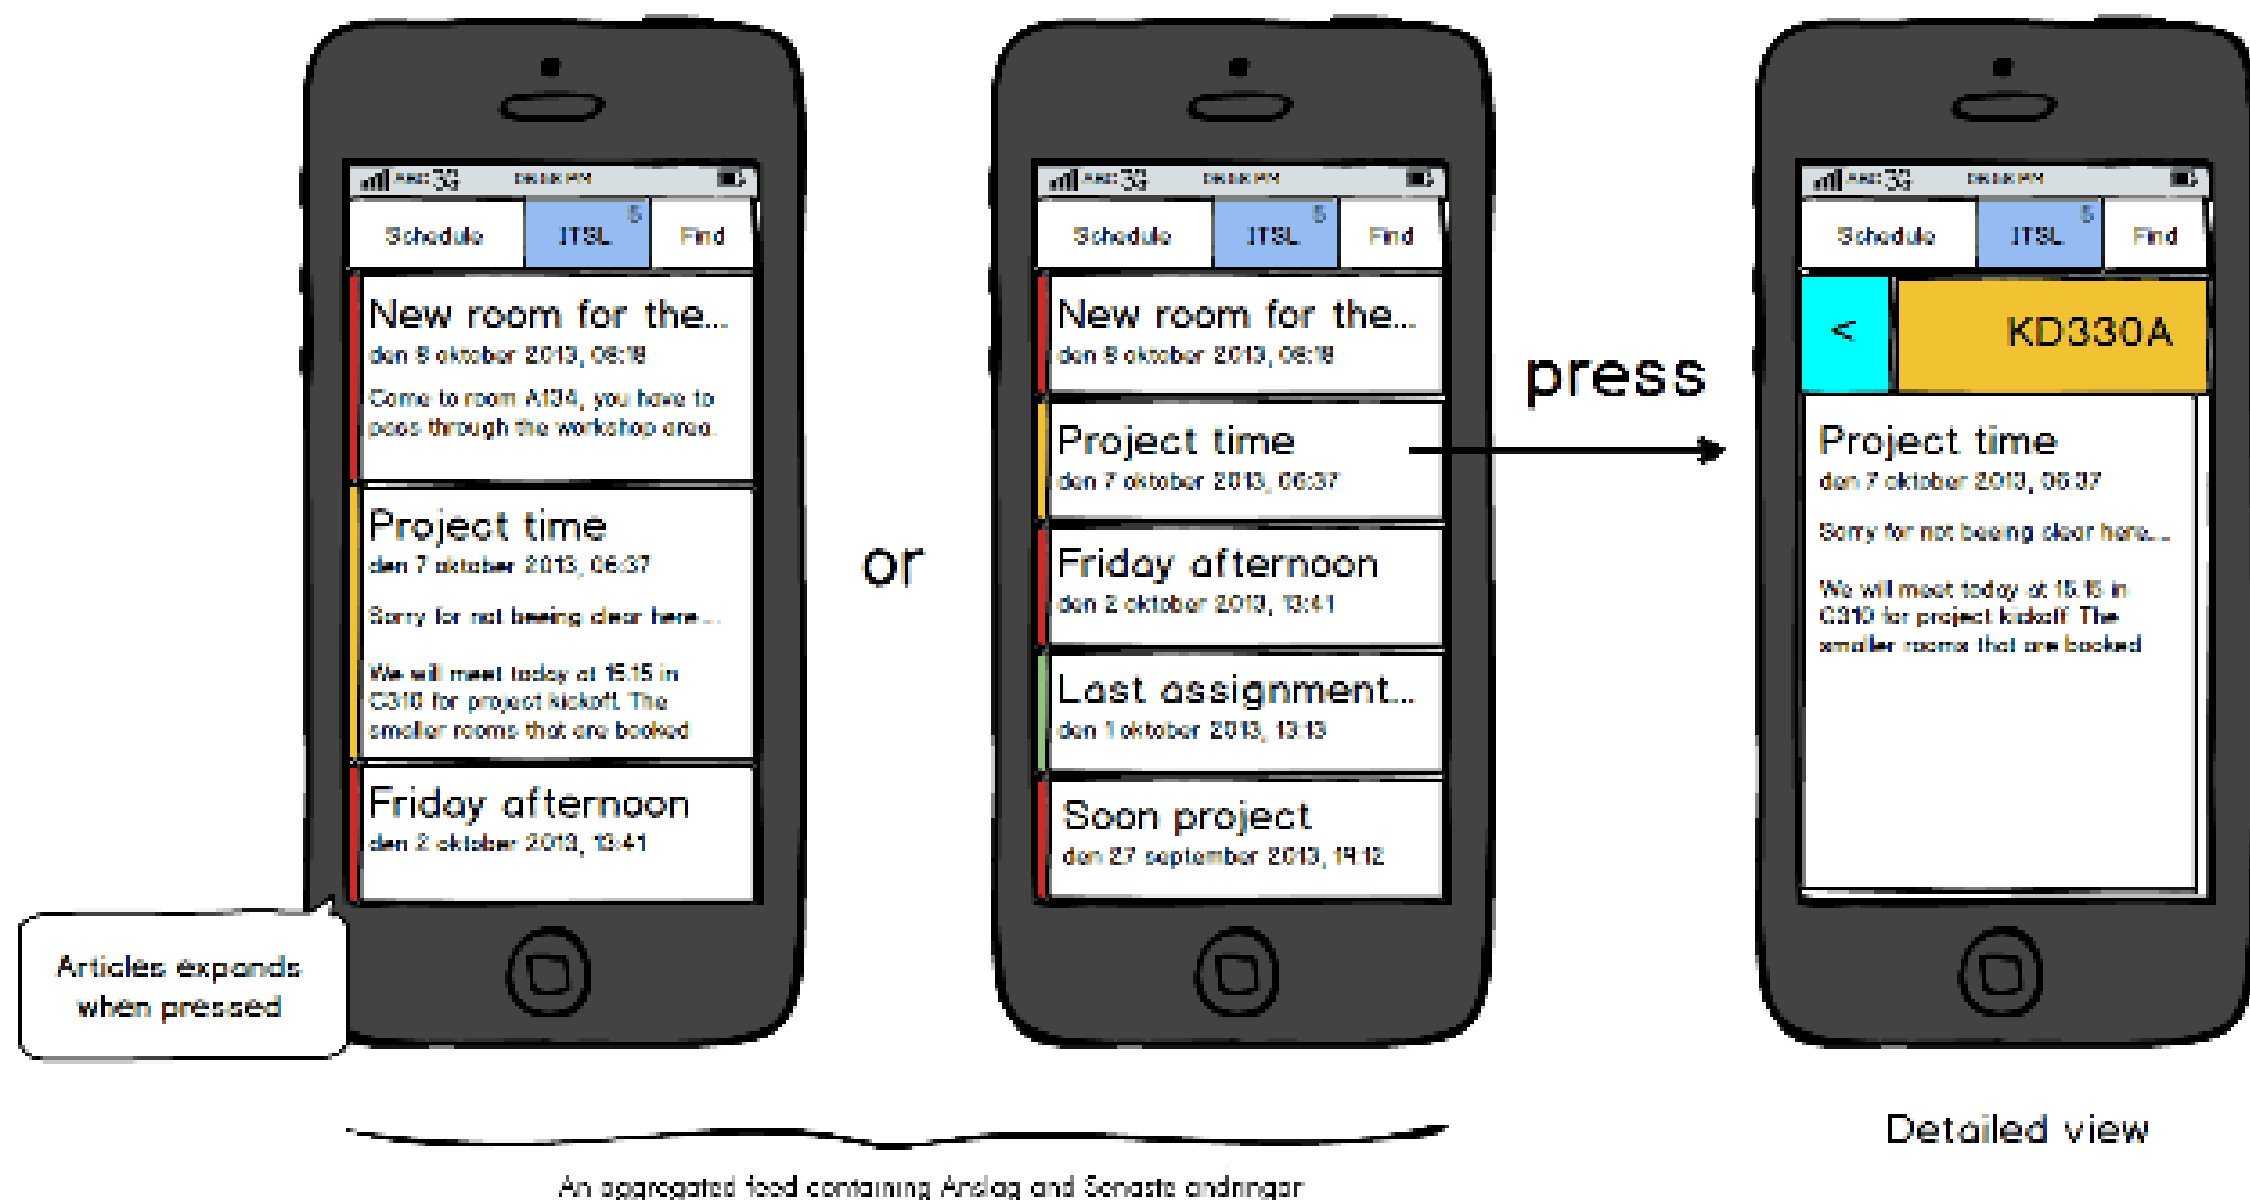 ABC 3G
Schedule
ITSL
5
Find
New room for the...
den 8 oktober 2013, 08:18
Come to room A134, you have to
pass through the workshop area.
Project time
den 7 oktober 2013, 06:37
Sorry for not beeing clear here....
We will meet today at 15.15 in
C310 for project kickoff. The
smaller rooms that are booked
Friday afternoon
den 2 oktober 2013, 13:41
Articles expands
when pressed
or
ABC 3G
Schedule
ITSL
5
Find
New room for the...
den 8 oktober 2013, 08:18
Project time
den 7 oktober 2013, 06:37
Friday afternoon
den 2 oktober 2013, 13:41
Last assignment...
den 1 oktober 2013, 13:13
Soon project
den 27 september 2013, 19:12
press
ABC 3G
Schedule
ITSL
5
Find
<
KD330A
Project time
den 7 oktober 2013, 06:37
Sorry for not beeing clear here....
We will meet today at 15.15 in
C310 for project kickoff. The
smaller rooms that are booked
Detailed view
An aggregated feed containing Anslag and Senaste andringar